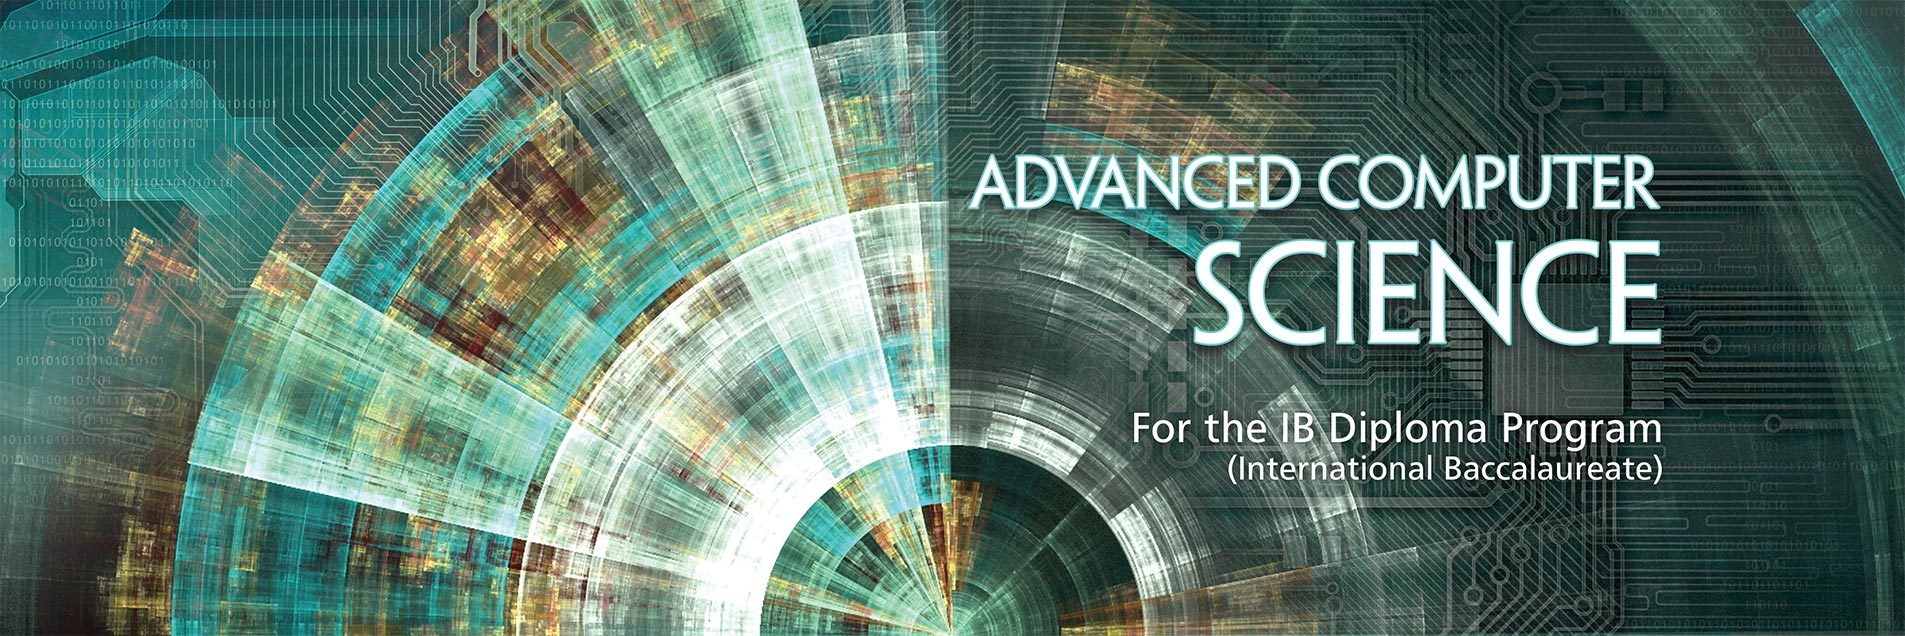 ADVANCED COMPUTER
SCIENCE
For the IB Diploma Program
(International Baccalaureate)